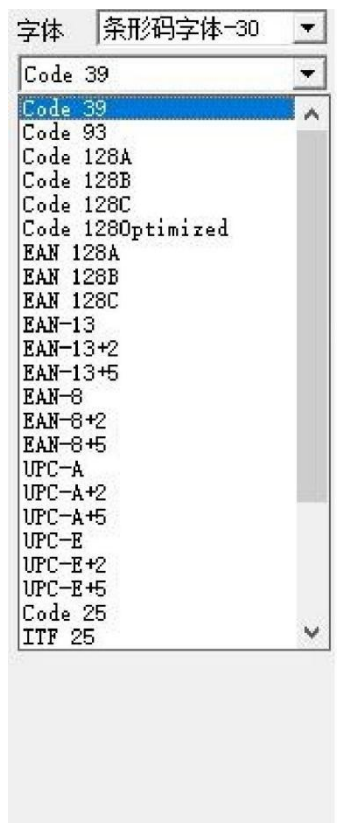 字体 条形码字体-30
Code 39
Code 39
Code 93
Code 128A
Code 128B
Code 128C
Code 128Optimized
EAN 128A
EAN 128B
EAN 128C
EAN-13
EAN-13+2
EAN-13+5
EAN-8
EAN-8+2
EAN-8+5
UPC-A
UPC-A+2
UPC-A+5
UPC-E
UPC-E+2
UPC-E+5
Code 25
ITF 25